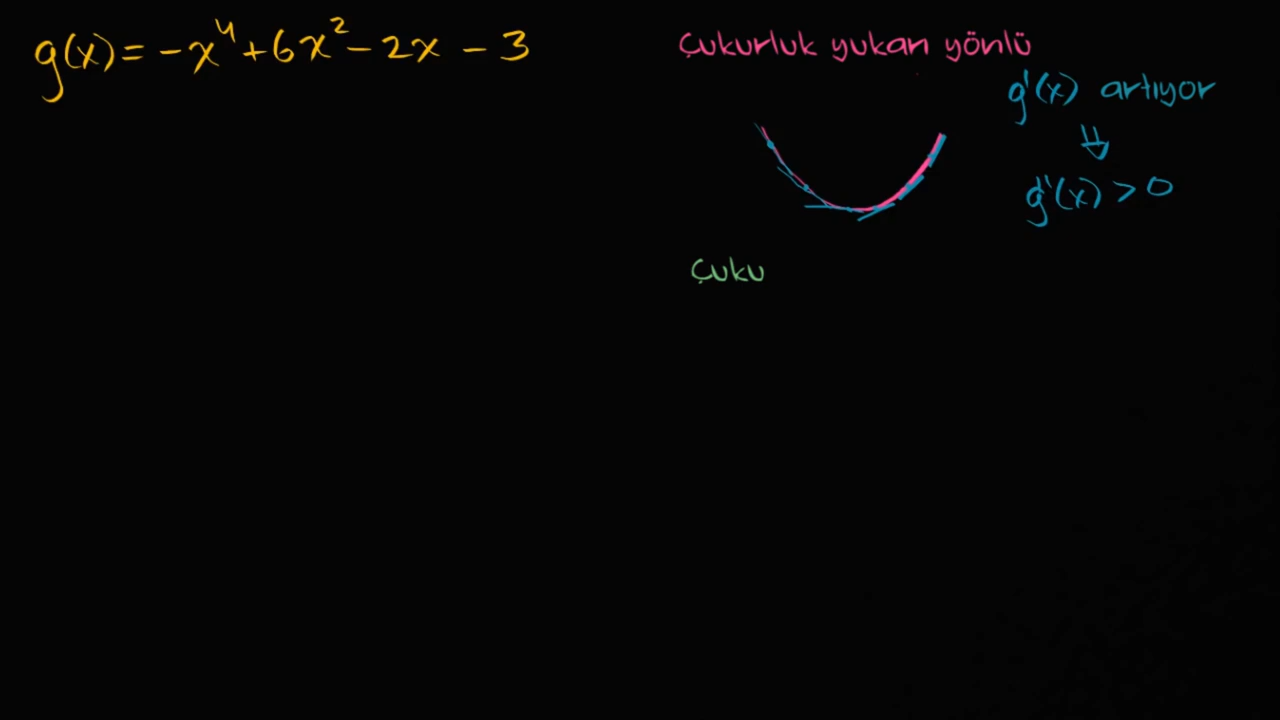 g(x) = -x⁴ + 6x² - 2x - 3
Çukurluk yukarı yönlü
g'(x) artıyor
⇓
g''(x) > 0
Çuku